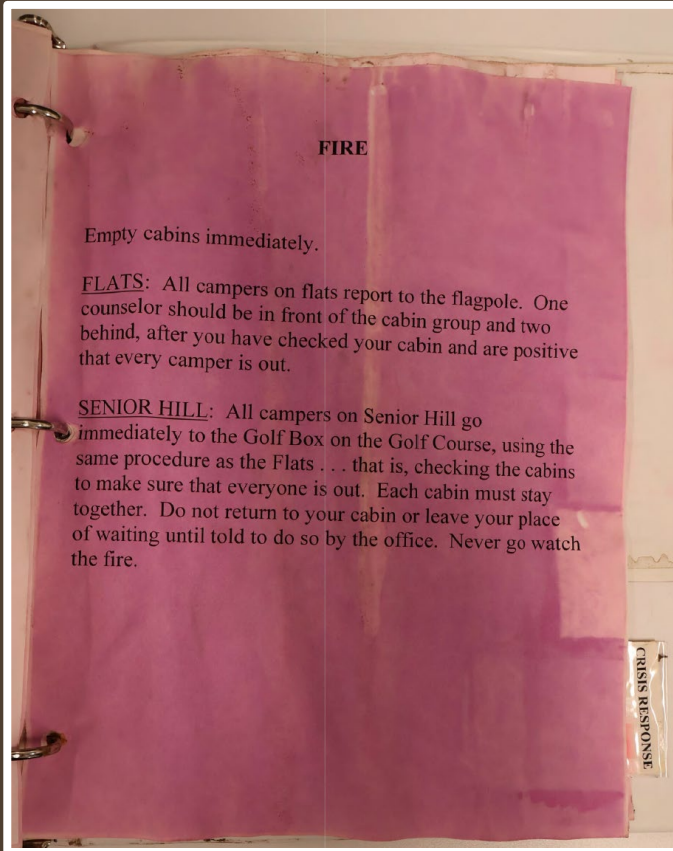 FIRE
Empty cabins immediately.
FLATS: All campers on flats report to the flagpole. One
counselor should be in front of the cabin group and two
behind, after you have checked your cabin and are positive
that every camper is out.
SENIOR HILL: All campers on Senior Hill go
immediately to the Golf Box on the Golf Course, using the
same procedure as the Flats . . . that is, checking the cabins
to make sure that everyone is out. Each cabin must stay
together. Do not return to your cabin or leave your place
of waiting until told to do so by the office. Never go watch
the fire.
CRISIS RESPONSE